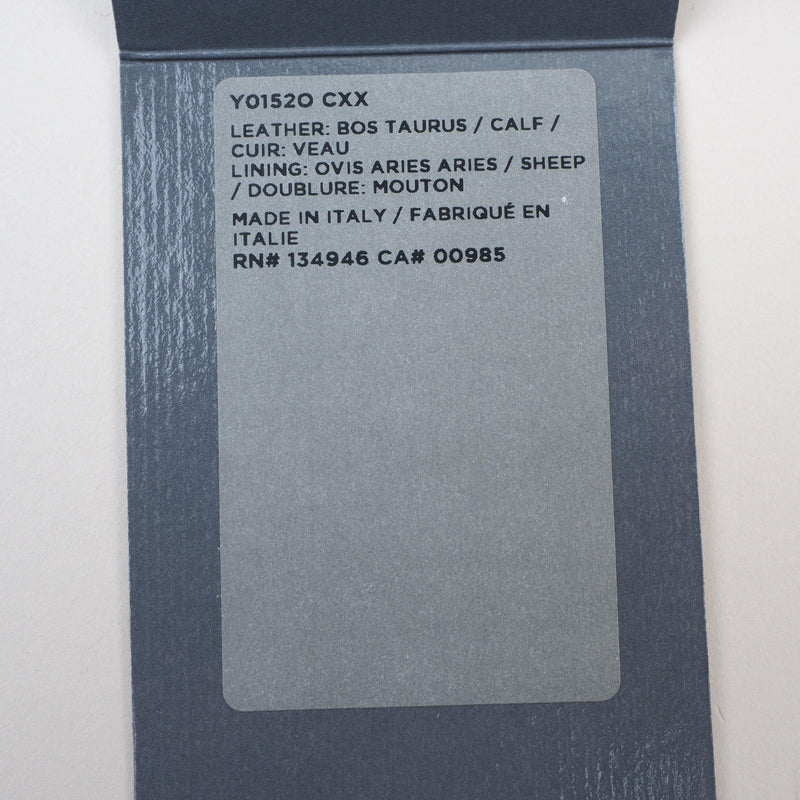 Y0152O CXX
LEATHER: BOS TAURUS / CALF /
CUIR: VEAU
LINING: OVIS ARIES ARIES / SHEEP
/ DOUBLURE: MOUTON
MADE IN ITALY / FABRIQUÉ EN
ITALIE
RN# 134946 CA# 00985